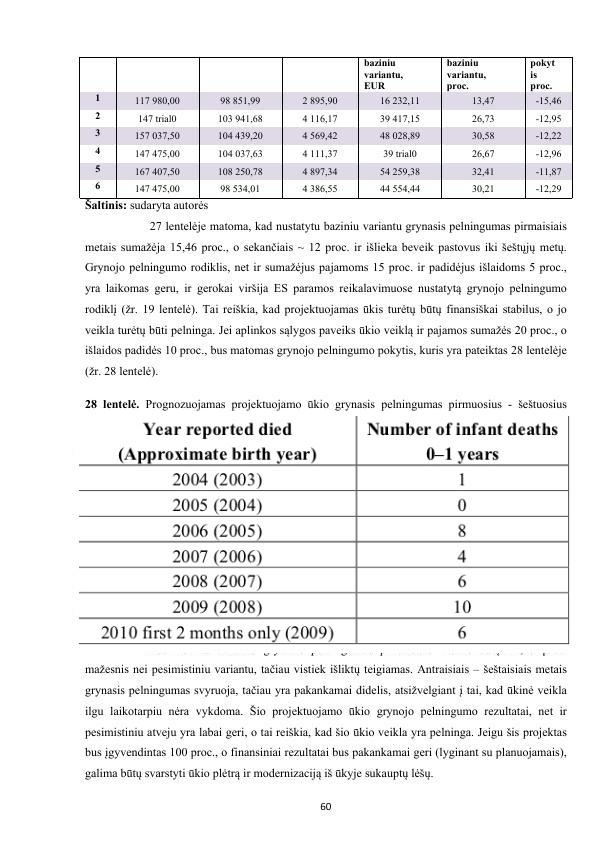 baziniu variantu, EUR baziniu variantu, proc. pokyt is proc.
1 117 980,00 98 851,99 2 895,90 16 232,11 13,47 -15,46
2 147 trial0 103 941,68 4 116,17 39 417,15 26,73 -12,95
3 157 037,50 104 439,20 4 569,42 48 028,89 30,58 -12,22
4 147 475,00 104 037,63 4 111,37 39 trial0 26,67 -12,96
5 167 407,50 108 250,78 4 897,34 54 259,38 32,41 -11,87
6 147 475,00 98 534,01 4 386,55 44 554,44 30,21 -12,29
Šaltinis: sudaryta autorės
27 lentelėje matoma, kad nustatytu baziniu variantu grynasis pelningumas pirmaisiais
metais sumažėja 15,46 proc., o sekančiais ~ 12 proc. ir išlieka beveik pastovus iki šeštųjų metų.
Grynojo pelningumo rodiklis, net ir sumažėjus pajamoms 15 proc. ir padidėjus išlaidoms 5 proc.,
yra laikomas geru, ir gerokai viršija ES paramos reikalavimuose nustatytą grynojo pelningumo
rodiklį (žr. 19 lentelė). Tai reiškia, kad projektuojamas ūkis turėtų būtų finansiškai stabilus, o jo
veikla turėtų būti pelninga. Jei aplinkos sąlygos paveiks ūkio veiklą ir pajamos sumažės 20 proc., o
išlaidos padidės 10 proc., bus matomas grynojo pelningumo pokytis, kuris yra pateiktas 28 lentelėje
(žr. 28 lentelė).
28 lentelė. Prognozuojamas projektuojamo ūkio grynasis pelningumas pirmuosius - šeštuosius
Year reported died Number of infant deaths
(Approximate birth year) 0–1 years
2004 (2003) 1
2005 (2004) 0
2006 (2005) 8
2007 (2006) 4
2008 (2007) 6
2009 (2008) 10
2010 first 2 months only (2009) 6
mažesnis nei pesimistiniu variantu, tačiau vistiek išliktų teigiamas. Antraisiais – šeštaisiais metais
grynasis pelningumas svyruoja, tačiau yra pakankamai didelis, atsižvelgiant į tai, kad ūkinė veikla
ilgu laikotarpiu nėra vykdoma. Šio projektuojamo ūkio grynojo pelningumo rezultatai, net ir
pesimistiniu atveju yra labai geri, o tai reiškia, kad šio ūkio veikla yra pelninga. Jeigu šis projektas
bus įgyvendintas 100 proc., o finansiniai rezultatai bus pakankamai geri (lyginant su planuojamais),
galima būtų svarstyti ūkio plėtrą ir modernizaciją iš ūkyje sukauptų lėšų.
60